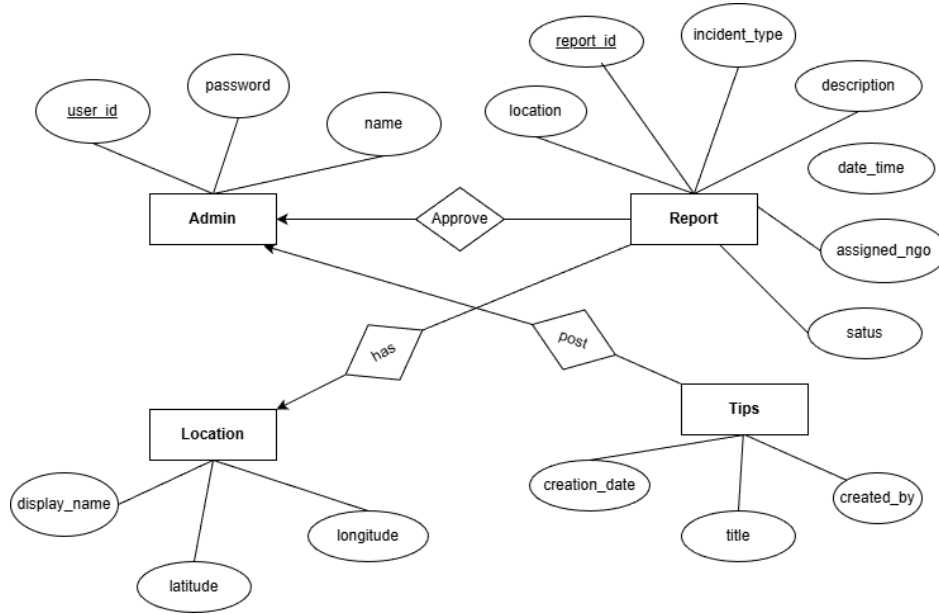 report_id
incident_type
password
description
user_id
location
name
date_time
Admin
Approve
Report
assigned_ngo
satus
has
post
Tips
Location
creation_date
created_by
display_name
longitude
title
latitude